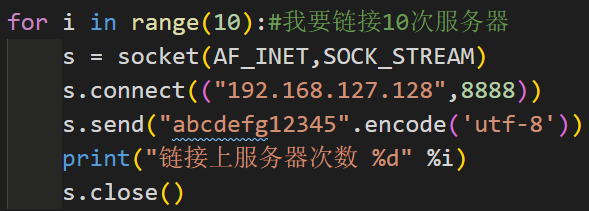 for i in range(10):#我要链接10次服务器
    s = socket(AF_INET,SOCK_STREAM)
    s.connect(("192.168.127.128",8888))
    s.send("abcdefg12345".encode('utf-8'))
    print("链接上服务器次数 %d" %i)
    s.close()